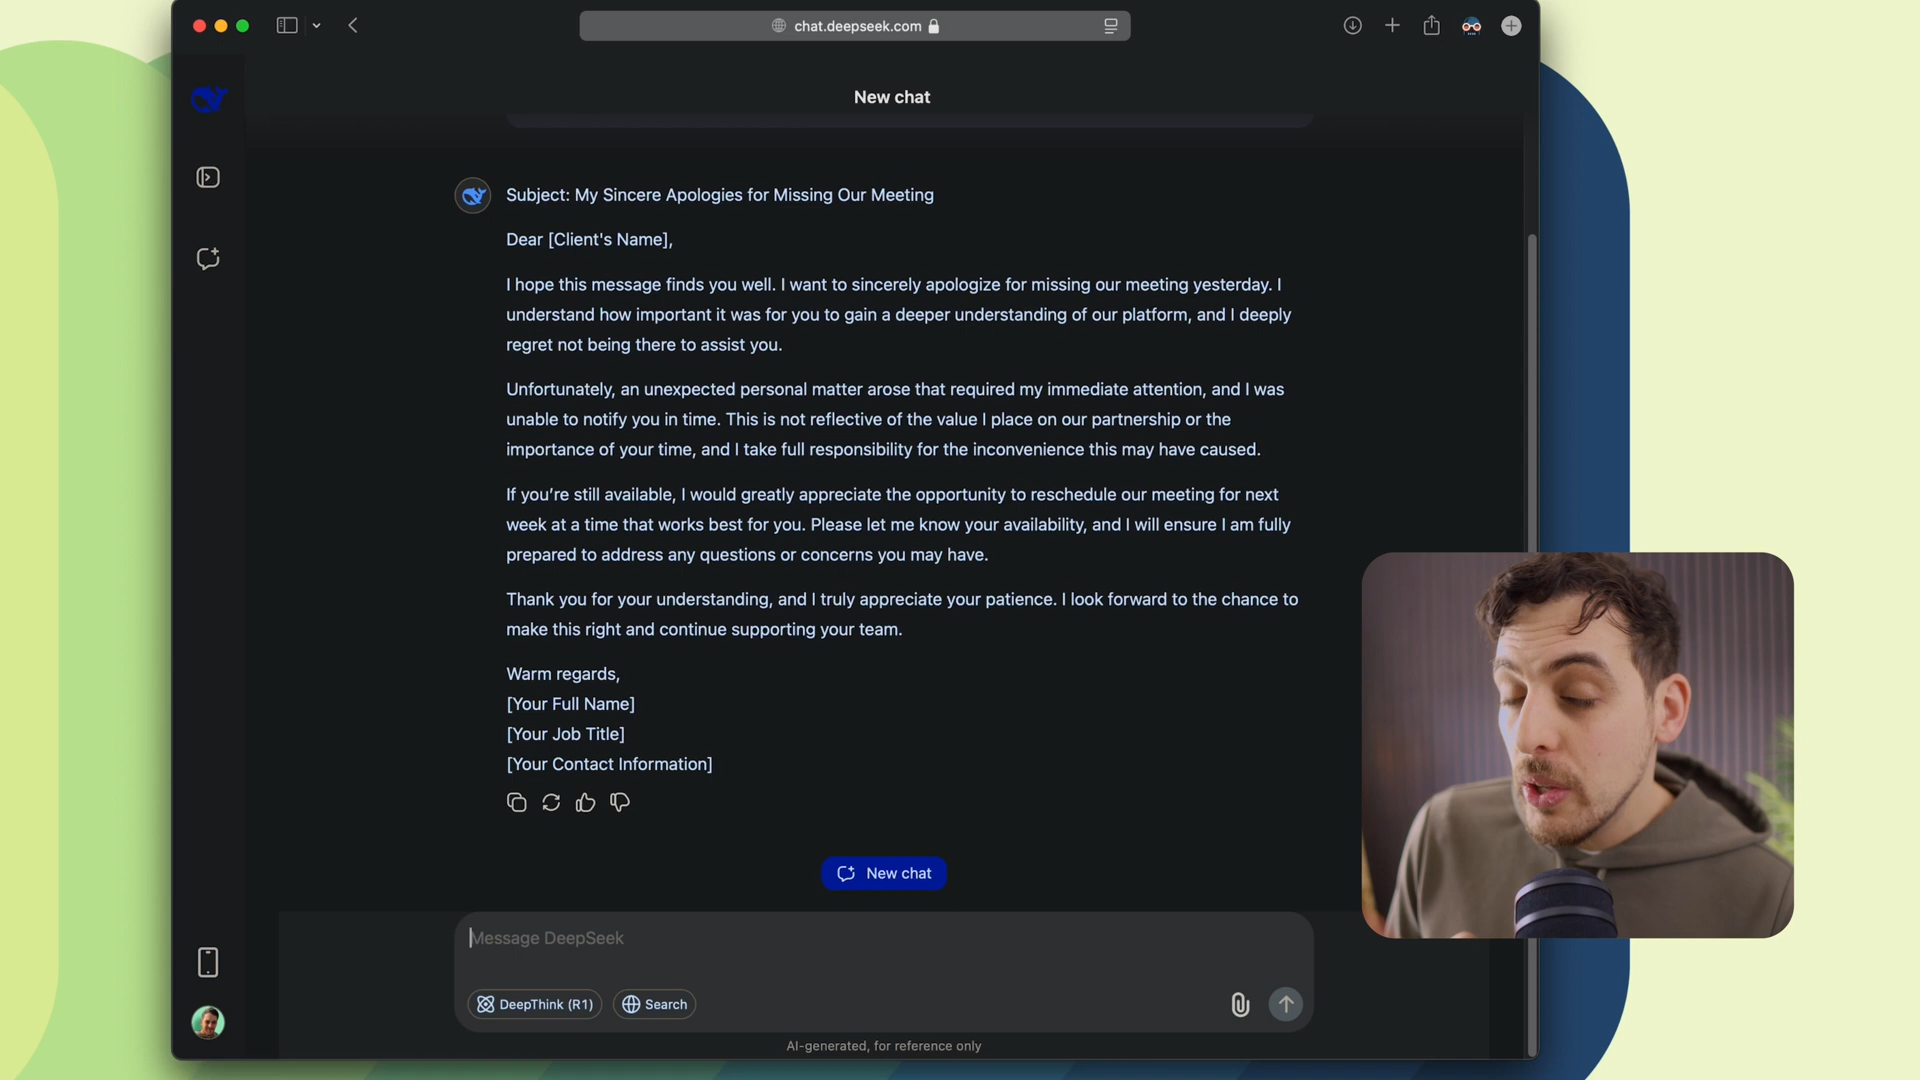 chat.deepseek.com
New chat
Subject: My Sincere Apologies for Missing Our Meeting
Dear [Client's Name],
I hope this message finds you well. I want to sincerely apologize for missing our meeting yesterday. I
understand how important it was for you to gain a deeper understanding of our platform, and I deeply
regret not being there to assist you.
Unfortunately, an unexpected personal matter arose that required my immediate attention, and I was
unable to notify you in time. This is not reflective of the value I place on our partnership or the
importance of your time, and I take full responsibility for the inconvenience this may have caused.
If you’re still available, I would greatly appreciate the opportunity to reschedule our meeting for next
week at a time that works best for you. Please let me know your availability, and I will ensure I am fully
prepared to address any questions or concerns you may have.
Thank you for your understanding, and I truly appreciate your patience. I look forward to the chance to
make this right and continue supporting your team.
Warm regards,
[Your Full Name]
[Your Job Title]
[Your Contact Information]
New chat
Message DeepSeek
DeepThink (R1) Search
AI-generated, for reference only